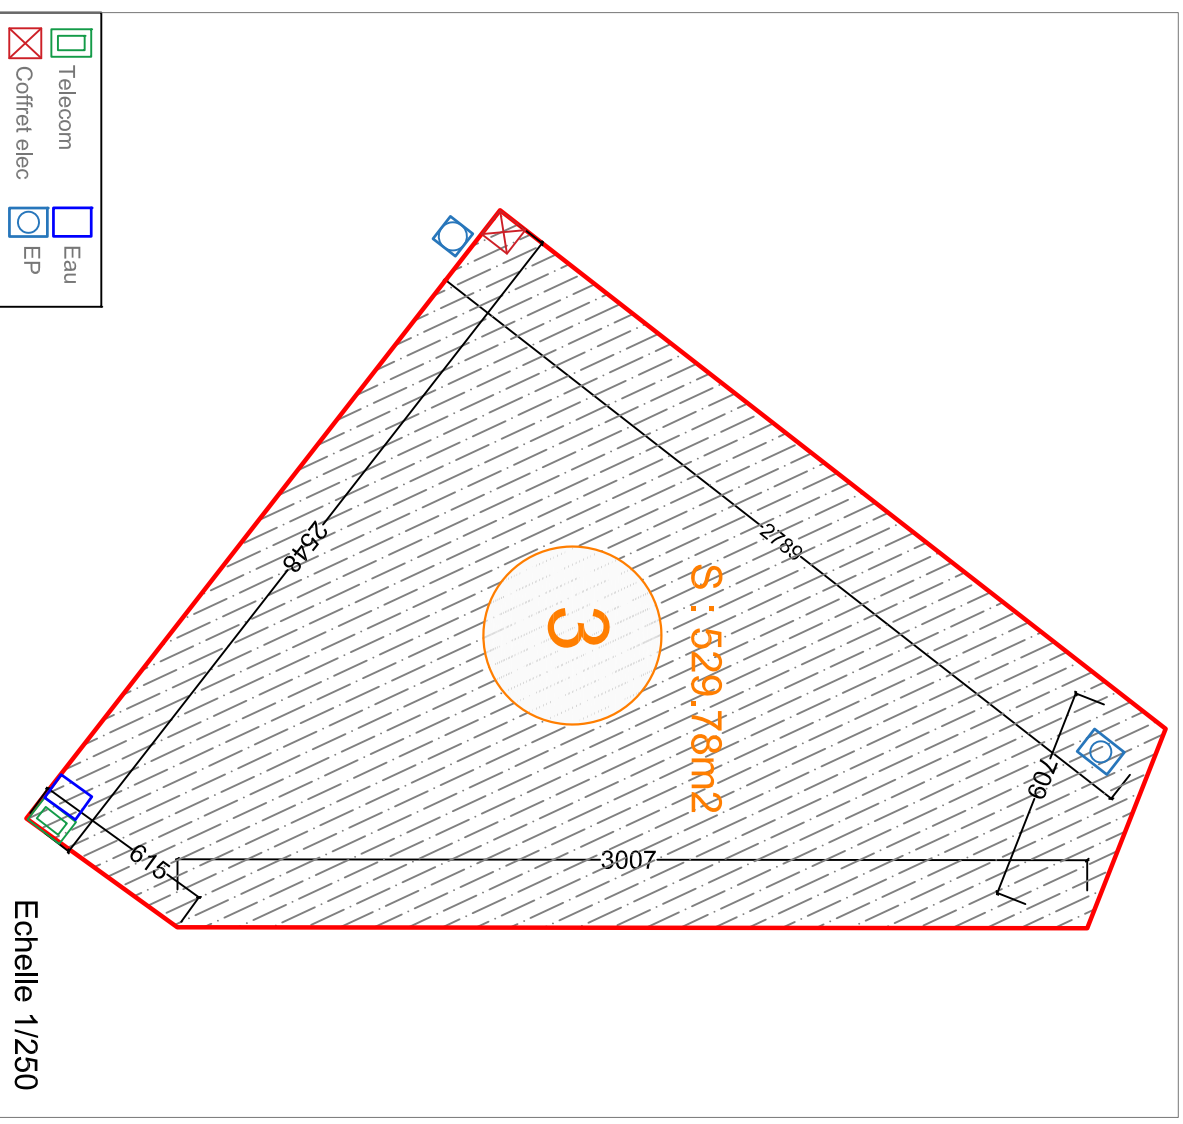 Telecom
Eau
Coffret elec
EP
2548
2789
3
S : 529.78m2
709
615
3007
Echelle 1/250